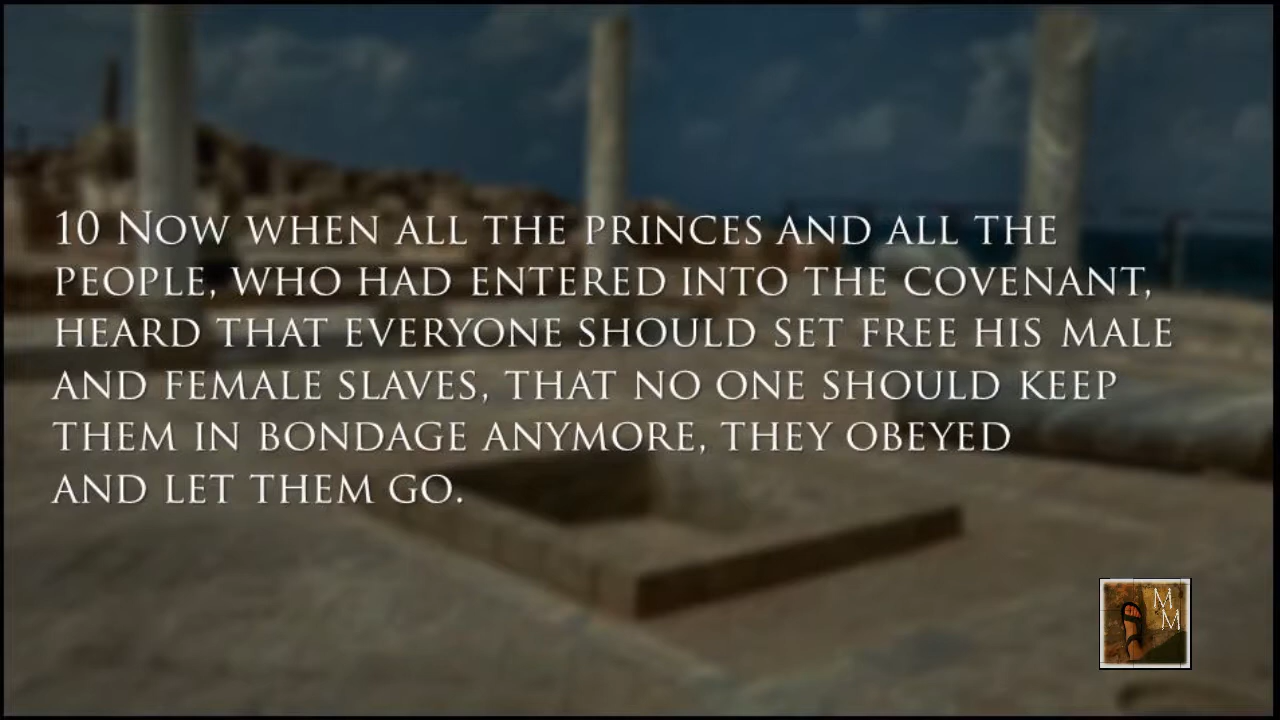 10 Now when all the princes and all the
people, who had entered into the covenant,
heard that everyone should set free his male
and female slaves, that no one should keep
them in bondage anymore, they obeyed
and let them go.
M
M